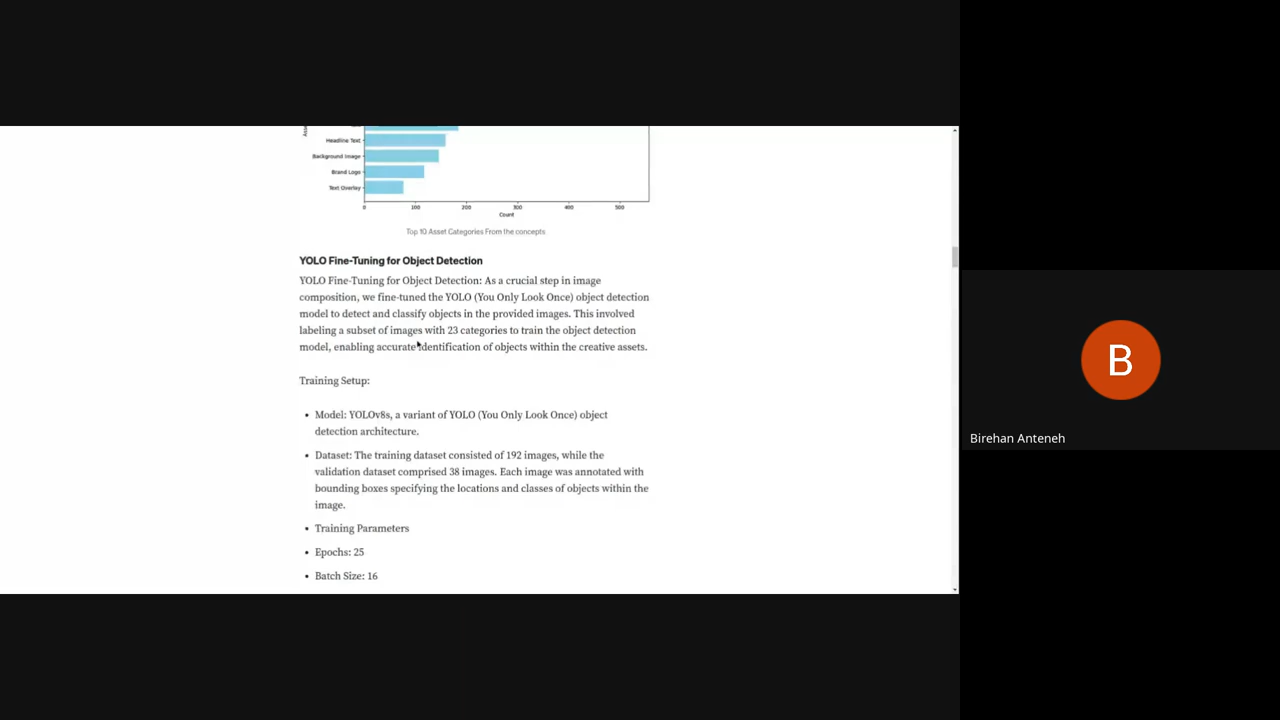 Headline Text
Background Image
Brand Logo
Text Overlay
0 100 200 300 400 500
Count
Top 10 Asset Categories From the concepts
YOLO Fine-Tuning for Object Detection
YOLO Fine-Tuning for Object Detection: As a crucial step in image
composition, we fine-tuned the YOLO (You Only Look Once) object detection
model to detect and classify objects in the provided images. This involved
labeling a subset of images with 23 categories to train the object detection
model, enabling accurate identification of objects within the creative assets.
Training Setup:
• Model: YOLOv8s, a variant of YOLO (You Only Look Once) object
detection architecture.
• Dataset: The training dataset consisted of 192 images, while the
validation dataset comprised 38 images. Each image was annotated with
bounding boxes specifying the locations and classes of objects within the
image.
• Training Parameters
• Epochs: 25
• Batch Size: 16
B
Birehan Anteneh